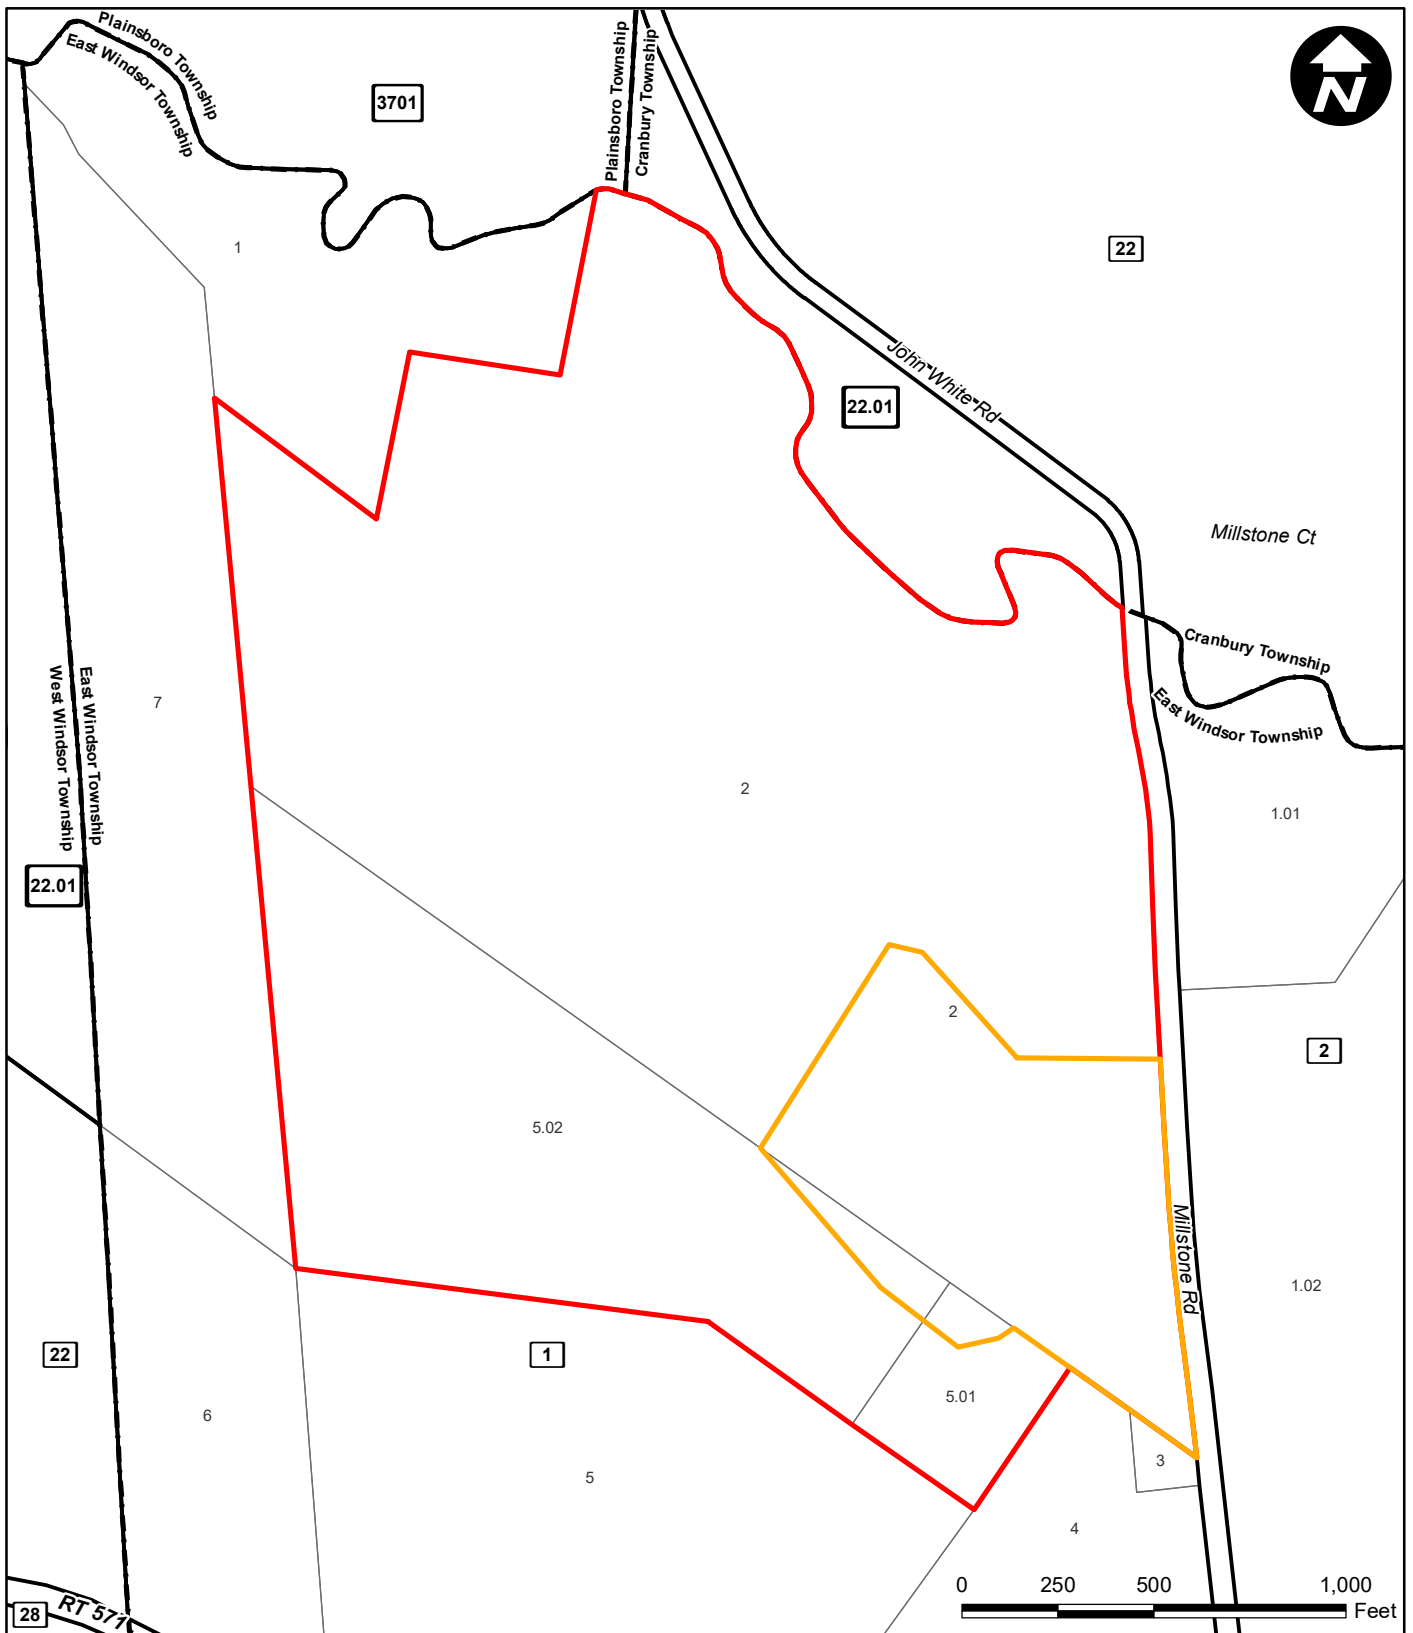 Plainsboro Township
East Windsor Township
3701
Plainsboro Township
Cranbury Township
N
1
22
John White Rd
22.01
Millstone Ct
Cranbury Township
East Windsor Township
7
East Windsor Township
West Windsor Township
2
1.01
22.01
2
2
5.02
Millstone Rd
1.02
22
1
5.01
6
3
5
4
0 250 500 1,000
Feet
28
RT 571